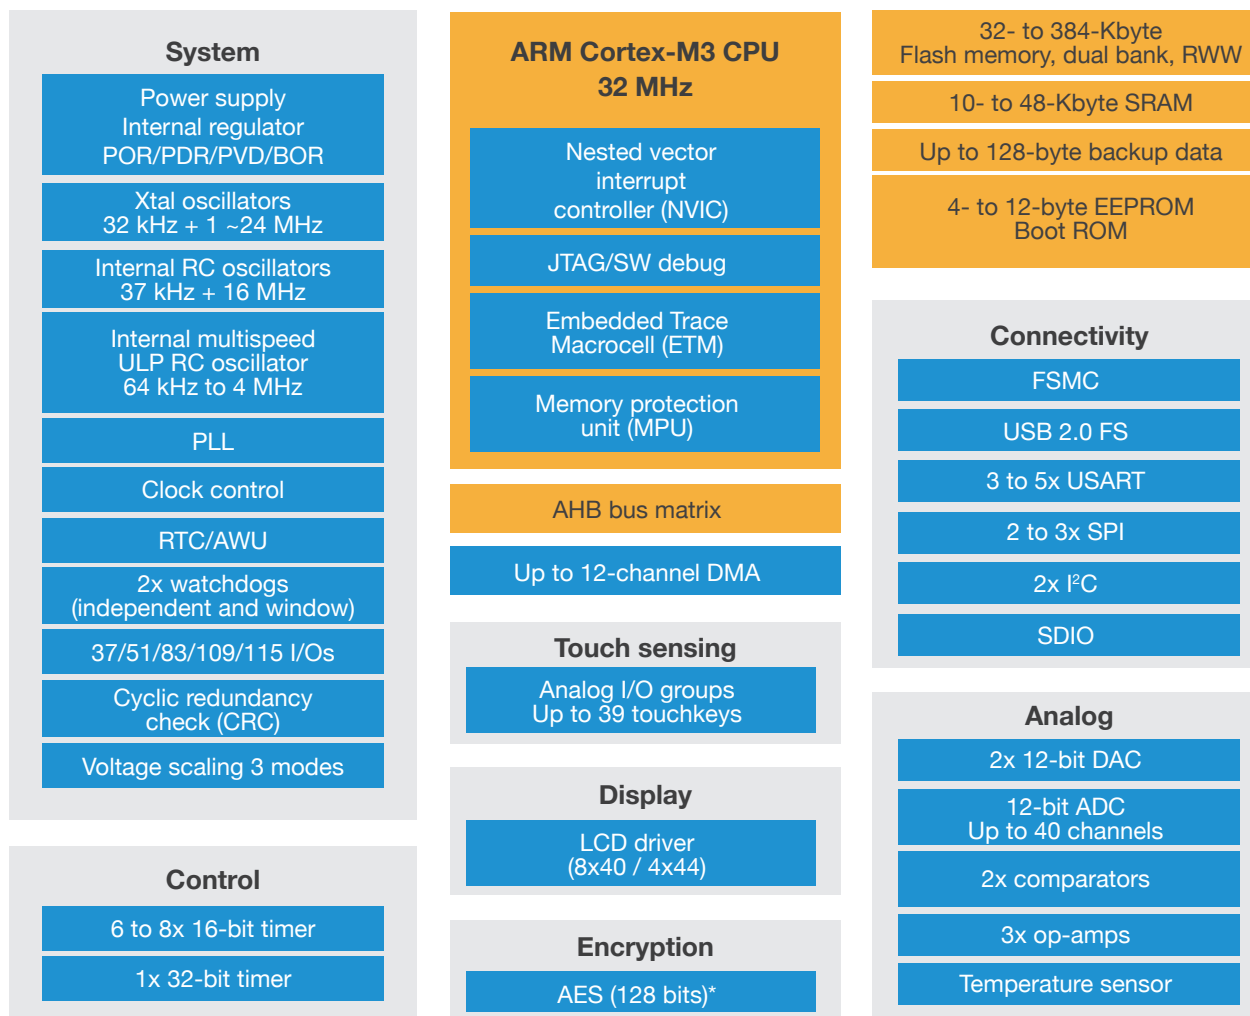 System
Power supply
Internal regulator
POR/PDR/PVD/BOR
Xtal oscillators
32 kHz + 1 ~24 MHz
Internal RC oscillators
37 kHz + 16 MHz
Internal multispeed
ULP RC oscillator
64 kHz to 4 MHz
PLL
Clock control
RTC/AWU
2x watchdogs
(independent and window)
37/51/83/109/115 I/Os
Cyclic redundancy
check (CRC)
Voltage scaling 3 modes
Control
6 to 8x 16-bit timer
1x 32-bit timer
ARM Cortex-M3 CPU
32 MHz
Nested vector
interrupt
controller (NVIC)
JTAG/SW debug
Embedded Trace
Macrocell (ETM)
Memory protection
unit (MPU)
AHB bus matrix
Up to 12-channel DMA
Touch sensing
Analog I/O groups
Up to 39 touchkeys
Display
LCD driver
(8x40 / 4x44)
Encryption
AES (128 bits)*
32- to 384-Kbyte
Flash memory, dual bank, RWW
10- to 48-Kbyte SRAM
Up to 128-byte backup data
4- to 12-byte EEPROM
Boot ROM
Connectivity
FSMC
USB 2.0 FS
3 to 5x USART
2 to 3x SPI
2x I²C
SDIO
Analog
2x 12-bit DAC
12-bit ADC
Up to 40 channels
2x comparators
3x op-amps
Temperature sensor